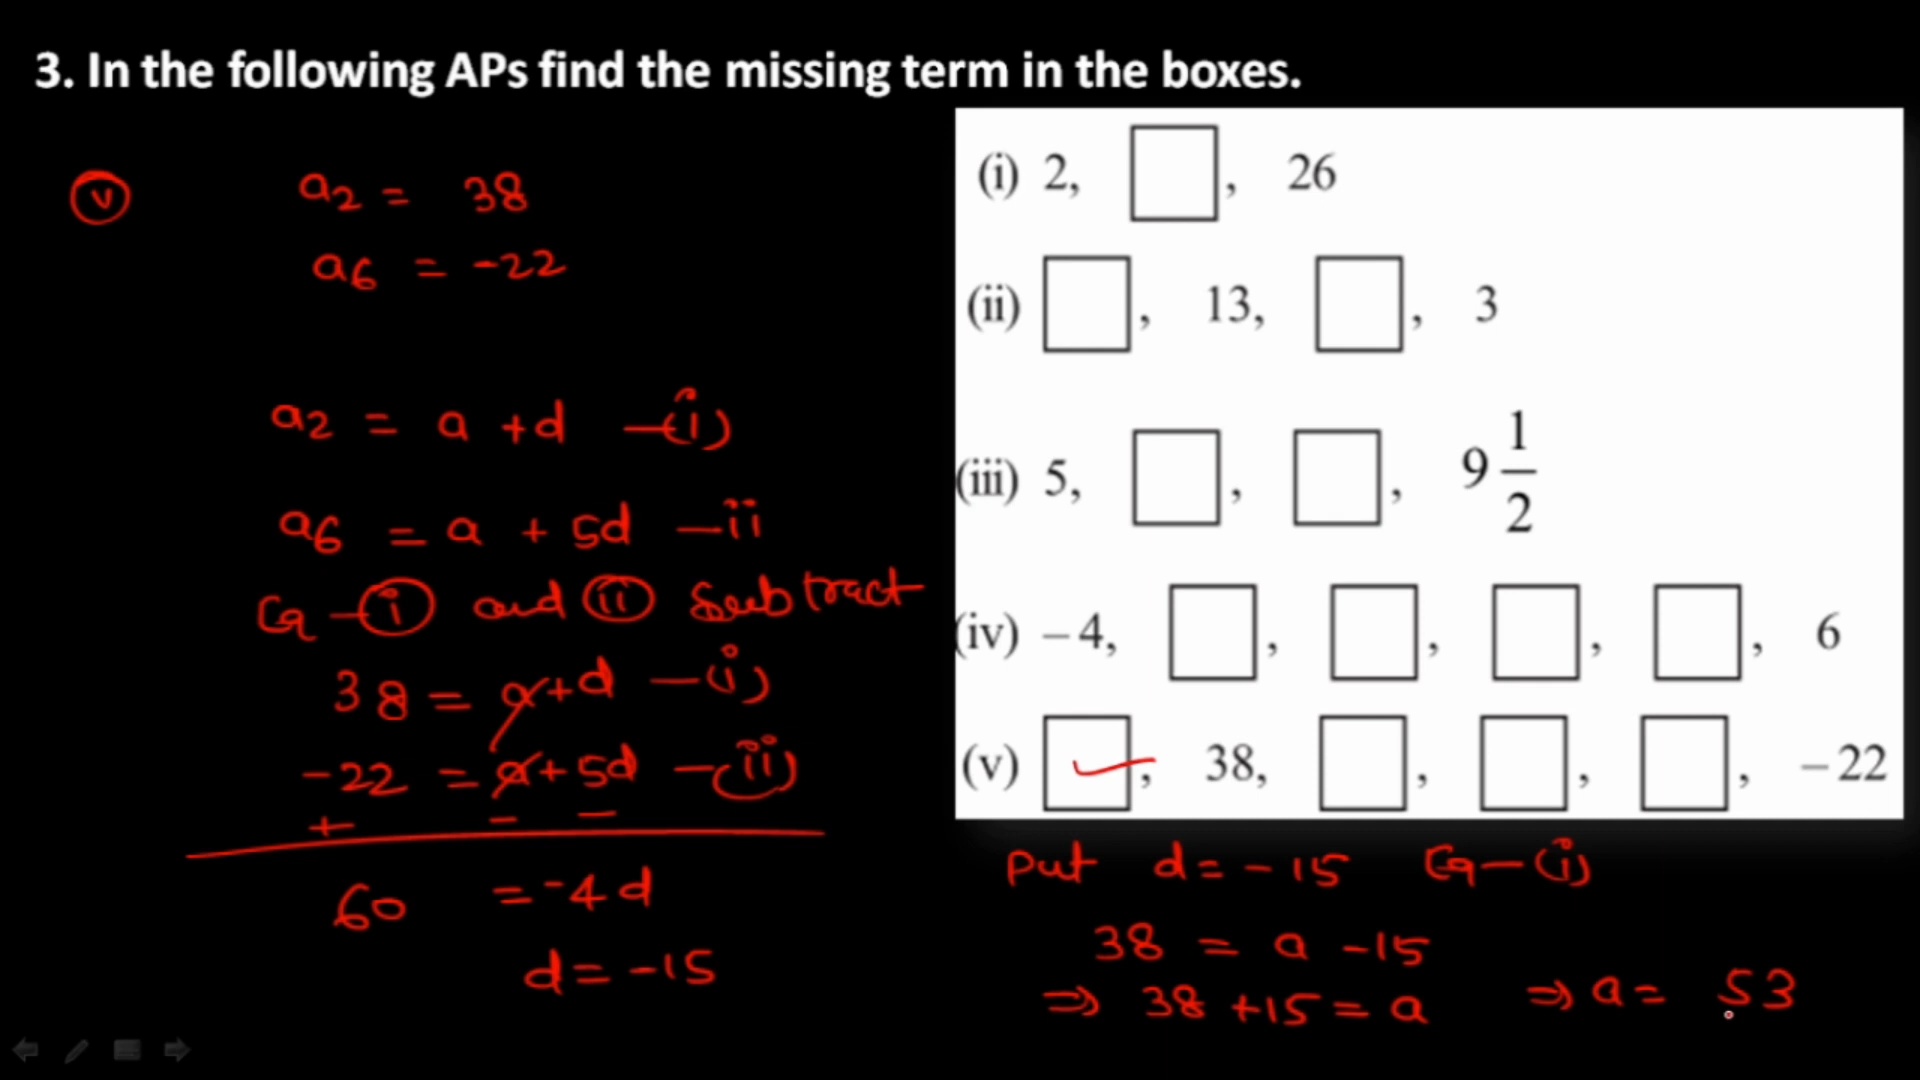 3. In the following APs find the missing term in the boxes.
v
a2 = 38
a6 = -22
a2 = a + d - (i)
a6 = a + 5d - ii
Eq - i and ii Subtract
38 = a + d - (i)
-22 = a + 5d - (ii)
+ - -
60 = -4d
d = -15
(i) 2, , 26
(ii) , 13, , 3
(iii) 5, , , 9 1/2
(iv) – 4, , , , , 6
(v) , 38, , , , – 22
Put d = -15 Eq - (i)
38 = a - 15
⇒ 38 + 15 = a ⇒ a = 53